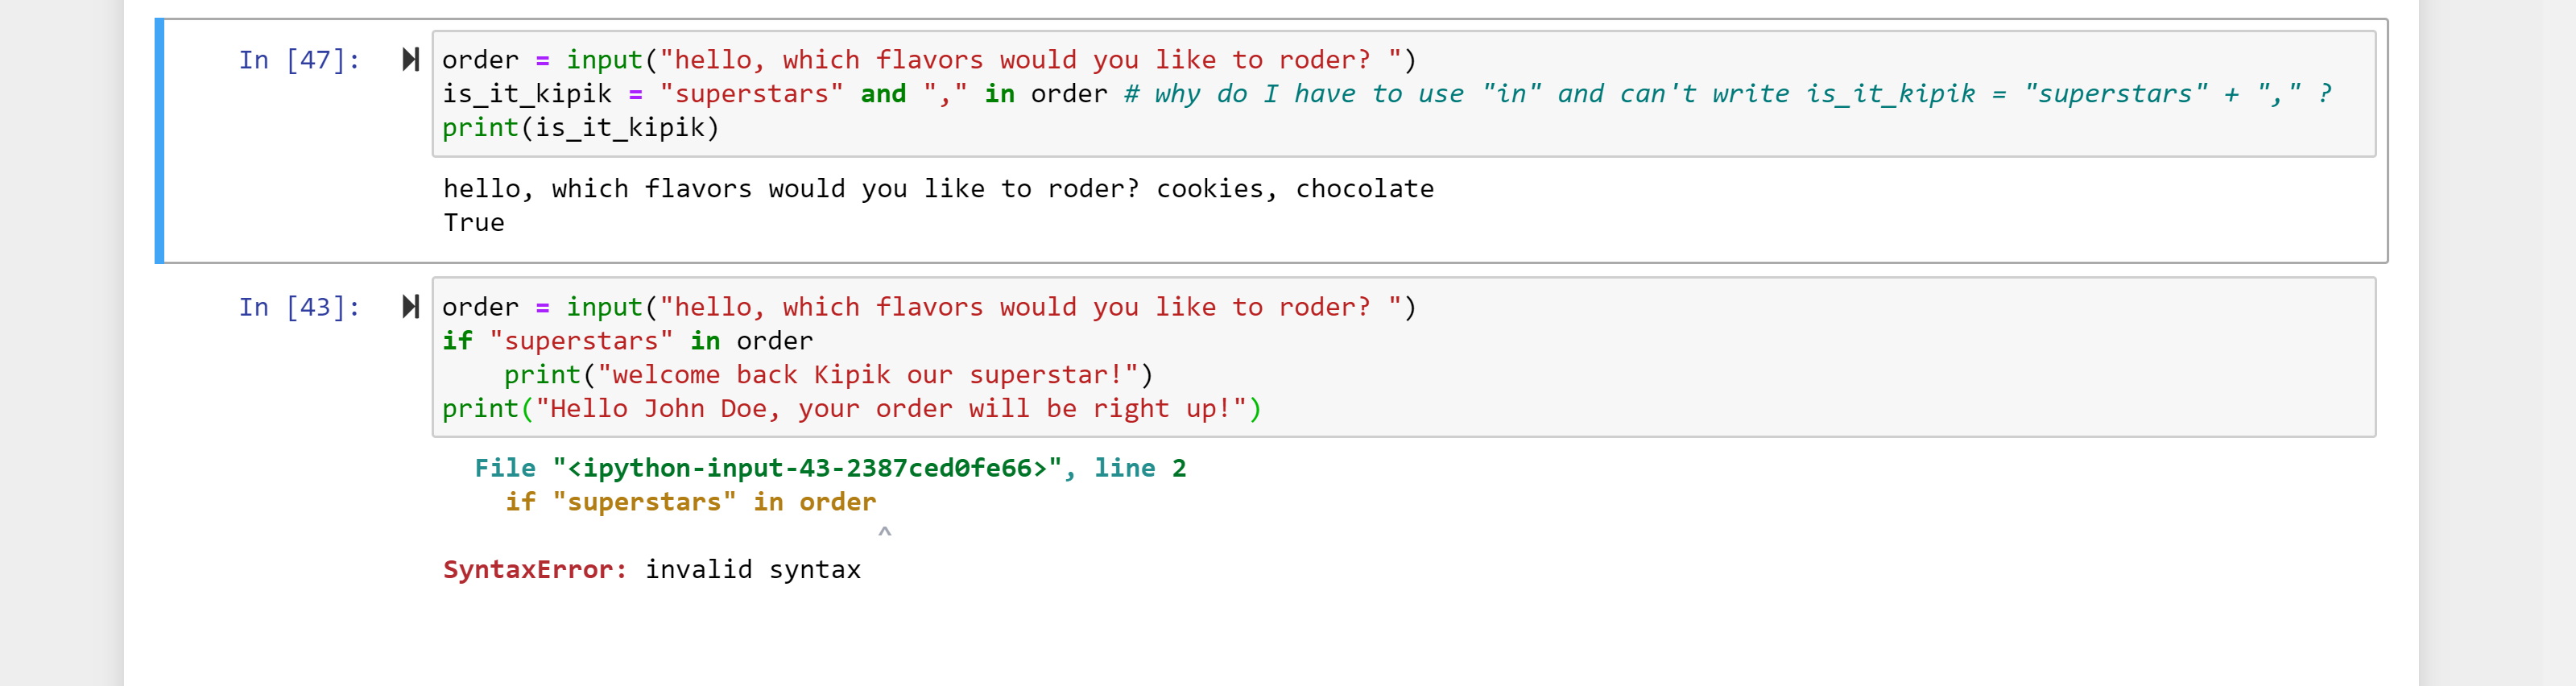 In [47]: order = input("hello, which flavors would you like to roder? ")
is_it_kipik = "superstars" and "," in order # why do I have to use "in" and can't write is_it_kipik = "superstars" + "," ?
print(is_it_kipik)
hello, which flavors would you like to roder? cookies, chocolate
True
In [43]: order = input("hello, which flavors would you like to roder? ")
if "superstars" in order
    print("welcome back Kipik our superstar!")
print("Hello John Doe, your order will be right up!")
  File "<ipython-input-43-2387ced0fe66>", line 2
    if "superstars" in order
                            ^
SyntaxError: invalid syntax